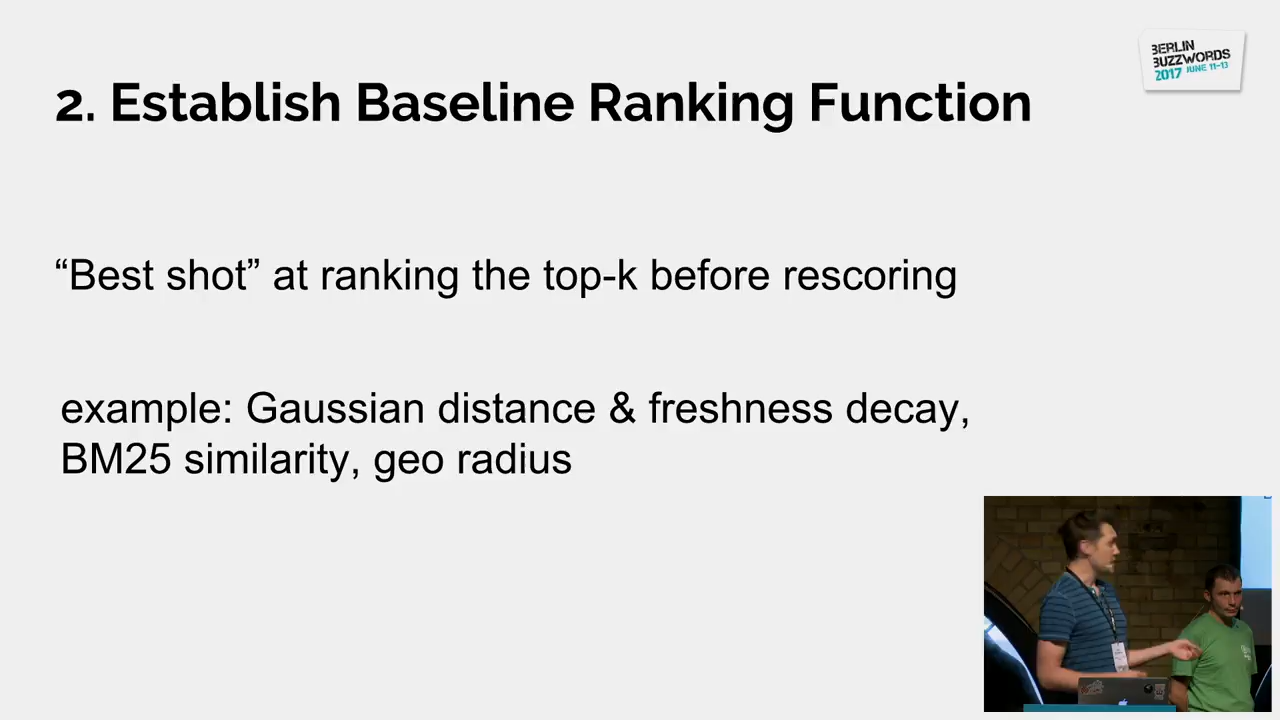 BERLIN
BUZZWORDS
2017 JUNE 11-13
2. Establish Baseline Ranking Function
“Best shot” at ranking the top-k before rescoring
example: Gaussian distance & freshness decay,
BM25 similarity, geo radius